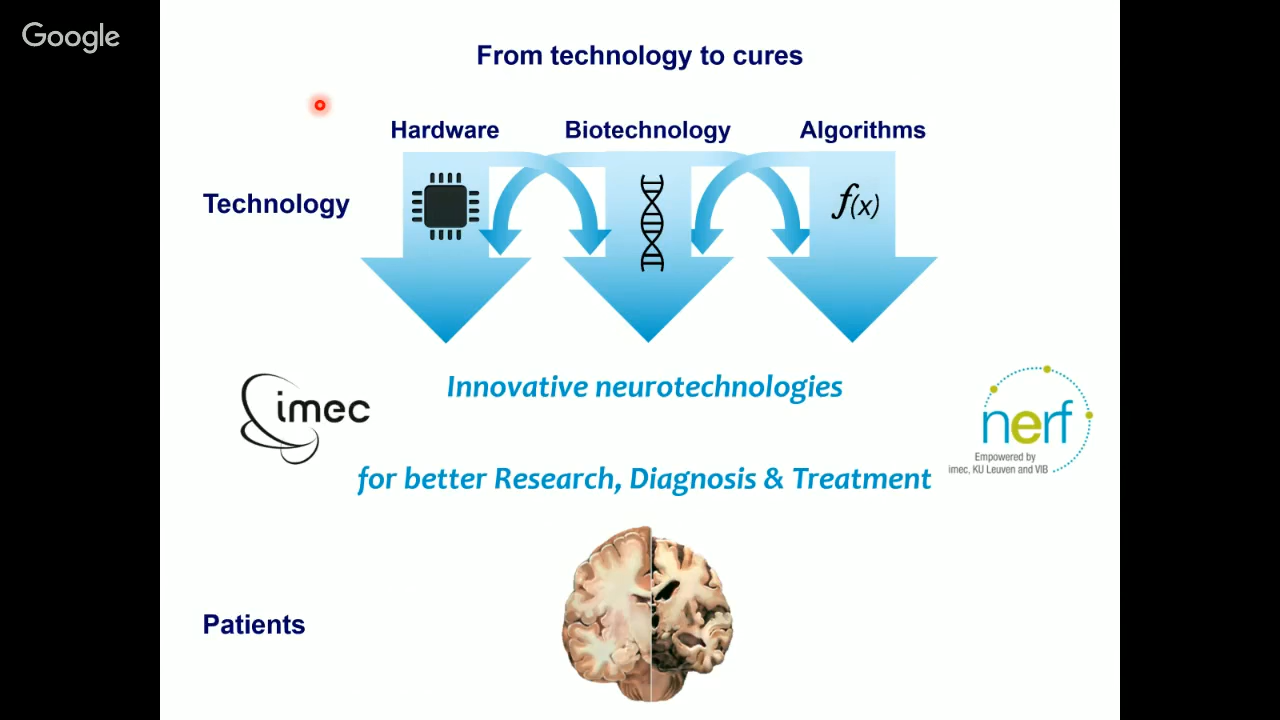 Google
From technology to cures
Hardware Biotechnology Algorithms
Technology
f(x)
Innovative neurotechnologies
imec
nerf
Empowered by
imec, KU Leuven and VIB
for better Research, Diagnosis & Treatment
Patients